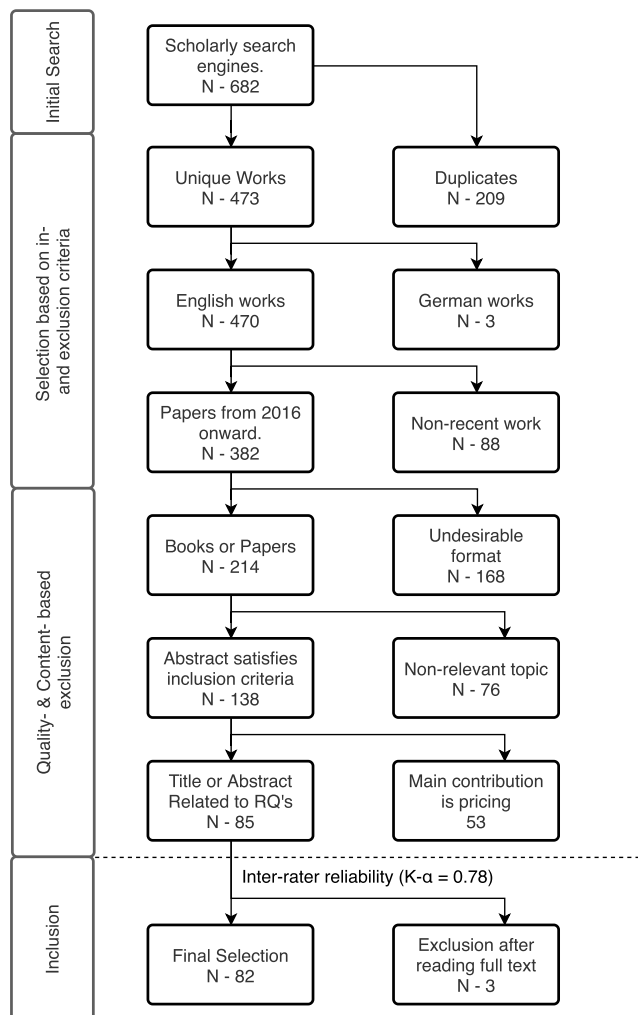 Initial Search
Scholarly search
engines.
N - 682
Selection based on in-
and exclusion criteria
Unique Works
N - 473
Duplicates
N - 209
English works
N - 470
German works
N - 3
Papers from 2016
onward.
N - 382
Non-recent work
N - 88
Quality- & Content- based
exclusion
Books or Papers
N - 214
Undesirable
format
N - 168
Abstract satisfies
inclusion criteria
N - 138
Non-relevant topic
N - 76
Title or Abstract
Related to RQ's
N - 85
Main contribution
is pricing
53
Inter-rater reliability (K-α = 0.78)
Inclusion
Final Selection
N - 82
Exclusion after
reading full text
N - 3